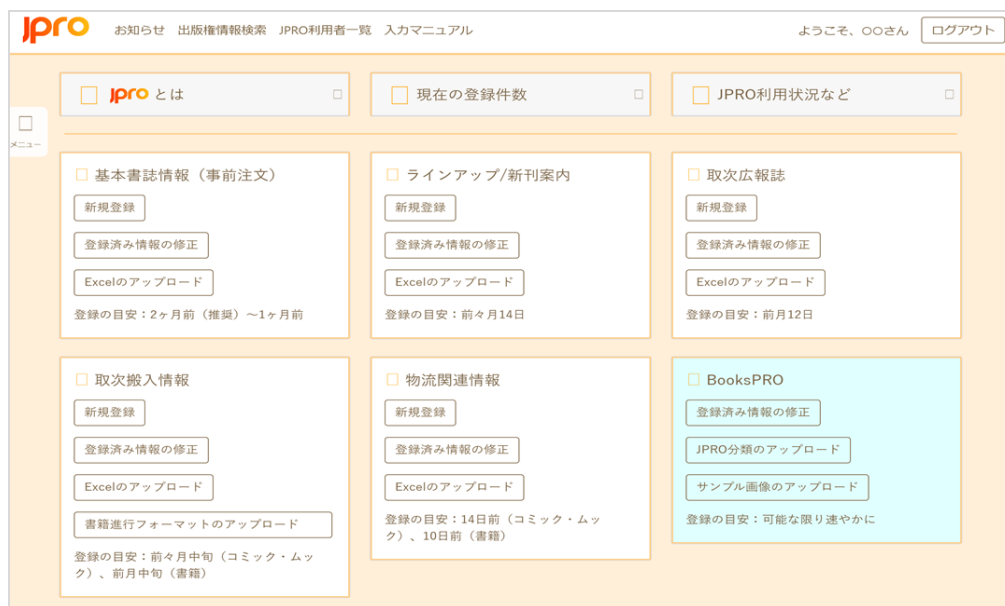 jpro お知らせ 出版権情報検索 JPRO利用者一覧 入力マニュアル ようこそ、○○さん ログアウト
jpro とは
現在の登録件数
JPRO利用状況など
メニュー
基本書誌情報（事前注文）
新規登録
登録済み情報の修正
Excelのアップロード
登録の目安：2ヶ月前（推奨）～1ヶ月前
ラインアップ/新刊案内
新規登録
登録済み情報の修正
Excelのアップロード
登録の目安：前々月14日
取次広報誌
新規登録
登録済み情報の修正
Excelのアップロード
登録の目安：前月12日
取次搬入情報
新規登録
登録済み情報の修正
Excelのアップロード
書籍進行フォーマットのアップロード
登録の目安：前々月中旬（コミック・ムッ
ク）、前月中旬（書籍）
物流関連情報
新規登録
登録済み情報の修正
Excelのアップロード
登録の目安：14日前（コミック・ムッ
ク）、10日前（書籍）
BooksPRO
登録済み情報の修正
JPRO分類のアップロード
サンプル画像のアップロード
登録の目安：可能な限り速やかに